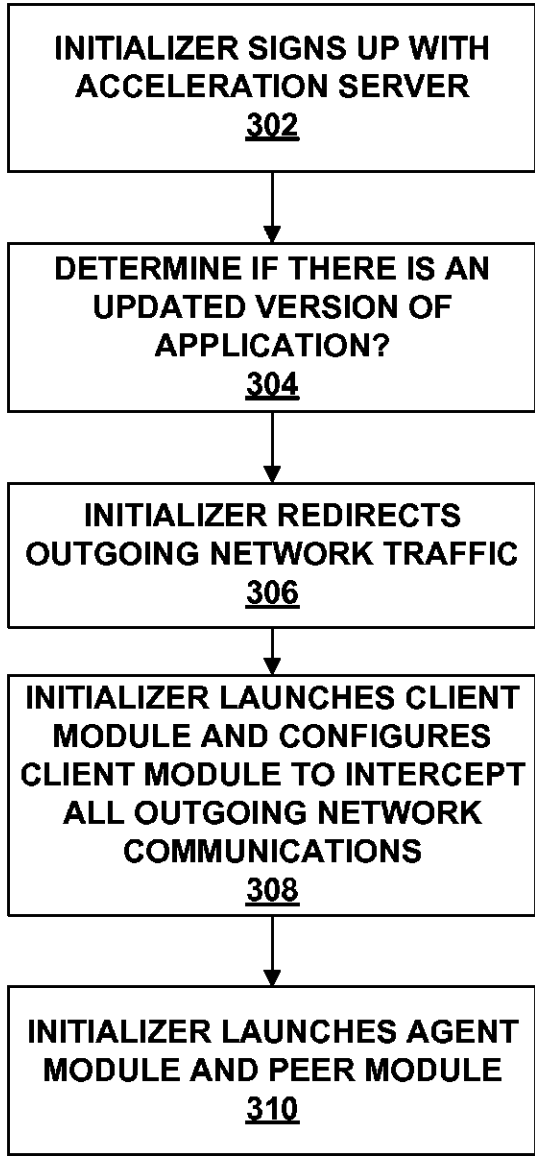 INITIALIZER SIGNS UP WITH
ACCELERATION SERVER
302
DETERMINE IF THERE IS AN
UPDATED VERSION OF
APPLICATION?
304
INITIALIZER REDIRECTS
OUTGOING NETWORK TRAFFIC
306
INITIALIZER LAUNCHES CLIENT
MODULE AND CONFIGURES
CLIENT MODULE TO INTERCEPT
ALL OUTGOING NETWORK
COMMUNICATIONS
308
INITIALIZER LAUNCHES AGENT
MODULE AND PEER MODULE
310